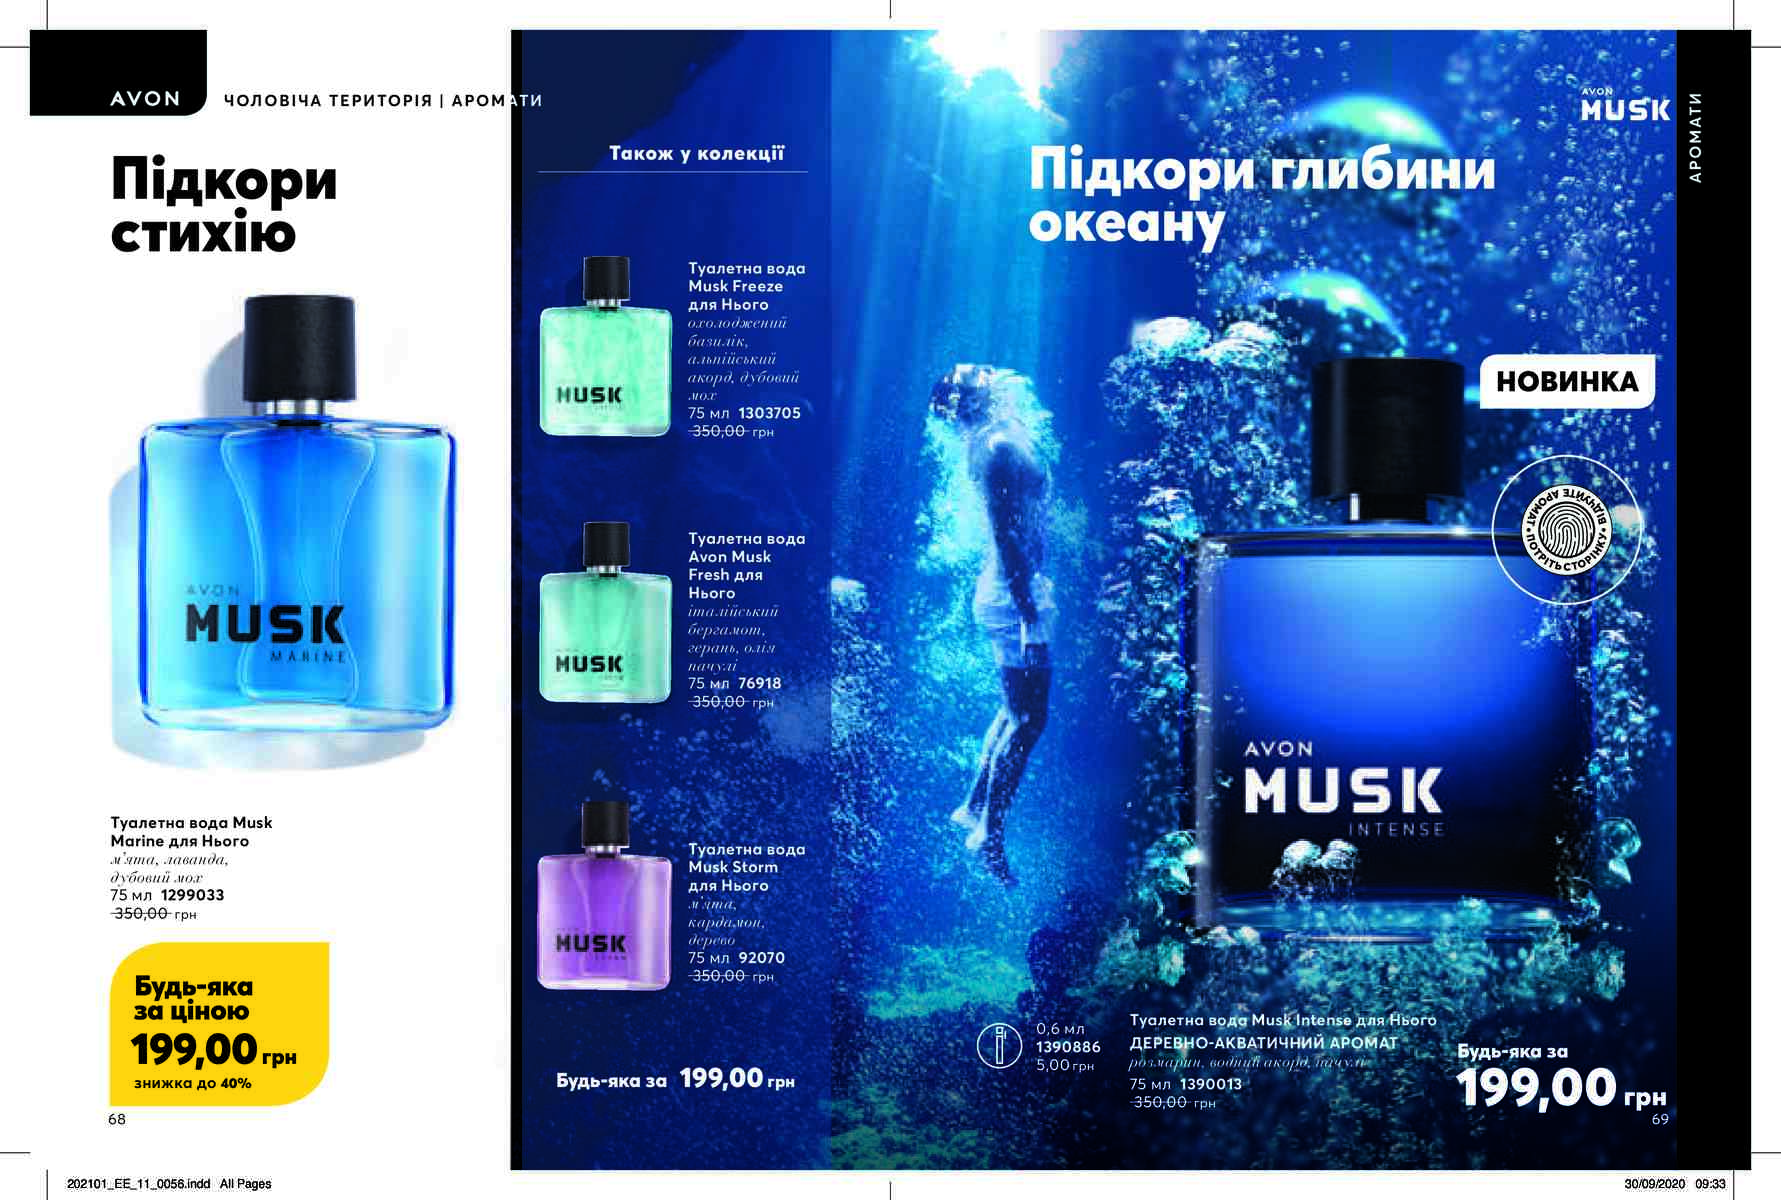 AVON
ЧОЛОВІЧА ТЕРИТОРІЯ | АРОМАТИ
Підкори
стихію
AVON
MUSK
MARINE
Туалетна вода Musk
Marine для Нього
м’ята, лаванда,
дубовий мох
75 мл 1299033
350,00 грн
Будь-яка
за ціною
199,00 грн
знижка до 40%
68
Також у колекції
MUSK
Туалетна вода
Musk Freeze
для Нього
охолоджений
базилік,
альпійський
акорд, дубовий
мох
75 мл 1303705
350,00 грн
MUSK
Туалетна вода
Avon Musk
Fresh для
Нього
італійський
бергамот,
герань, олія
пачулі
75 мл 76918
350,00 грн
MUSK
Туалетна вода
Musk Storm
для Нього
м’ята,
кардамон,
дерево
75 мл 92070
350,00 грн
Будь-яка за 199,00 грн
AVON
MUSK
АРОМАТИ
Підкори глибини
океану
НОВИНКА
ВІДЧУЙТЕ АРОМАТ • ПОТРІТЬ СТОРІНКУ •
AVON
MUSK
INTENSE
0,6 мл
1390886
5,00 грн
Туалетна вода Musk Intense для Нього
ДЕРЕВНО-АКВАТИЧНИЙ АРОМАТ
розмарин, водний акорд, пачулі
75 мл 1390013
350,00 грн
Будь-яка за
199,00 грн
69
202101_EE_11_0056.indd All Pages
30/09/2020 09:33